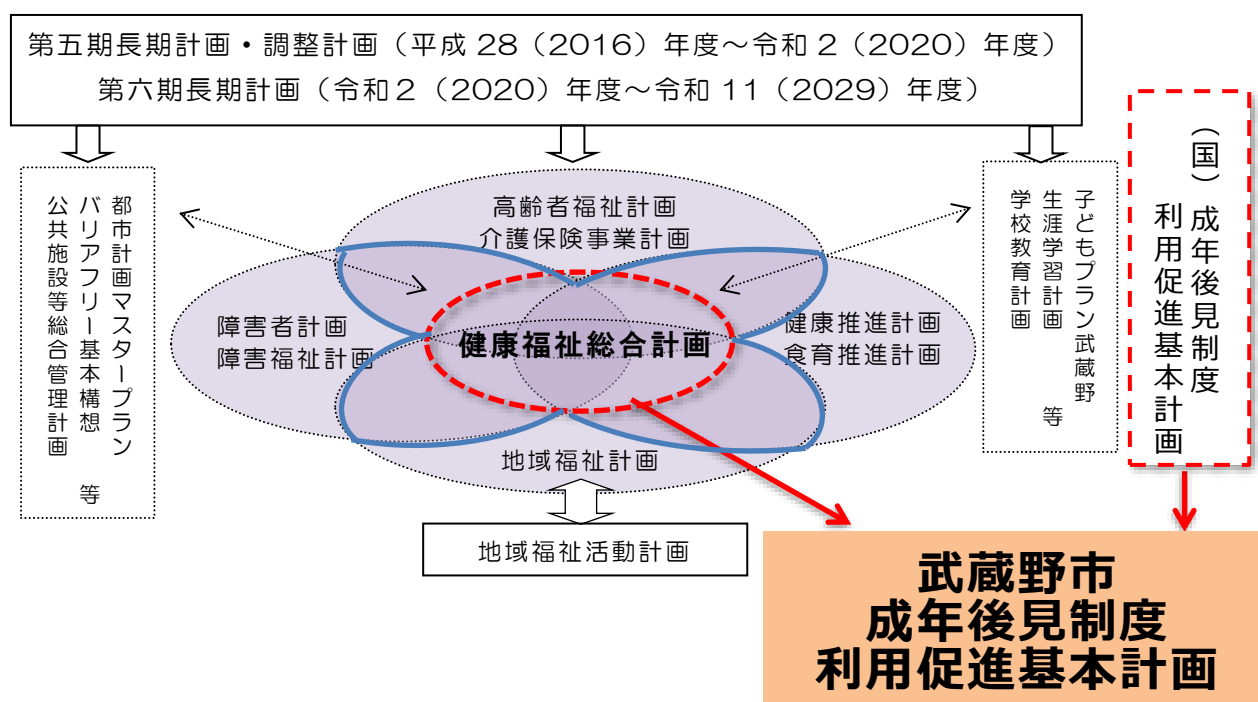 第五期長期計画・調整計画（平成 28（2016）年度～令和 2（2020）年度）
第六期長期計画（令和２（2020）年度～令和 11（2029）年度）
都市計画マスタープラン
バリアフリー基本構想　等
公共施設等総合管理計画
高齢者福祉計画
介護保険事業計画
障害者計画
障害福祉計画
健康福祉総合計画
健康推進計画
食育推進計画
地域福祉計画
地域福祉活動計画
子どもプラン武蔵野
生涯学習計画　等
学校教育計画
（国）成年後見制度
利用促進基本計画
武蔵野市
成年後見制度
利用促進基本計画